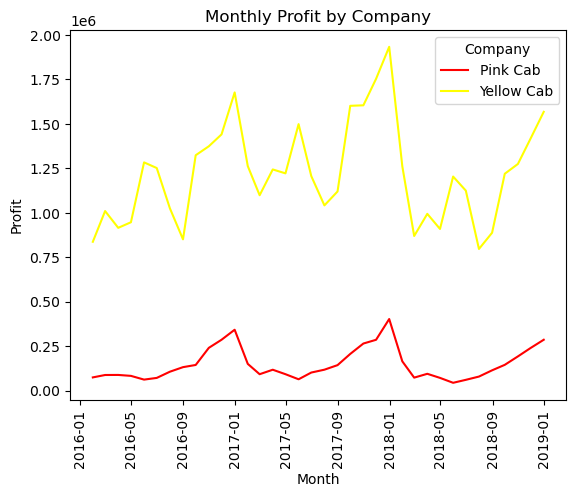 Monthly Profit by Company
1e6
2.00
1.75
1.50
1.25
1.00
0.75
0.50
0.25
0.00
Profit
Company
Pink Cab
Yellow Cab
2016-01
2016-05
2016-09
2017-01
2017-05
2017-09
2018-01
2018-05
2018-09
2019-01
Month